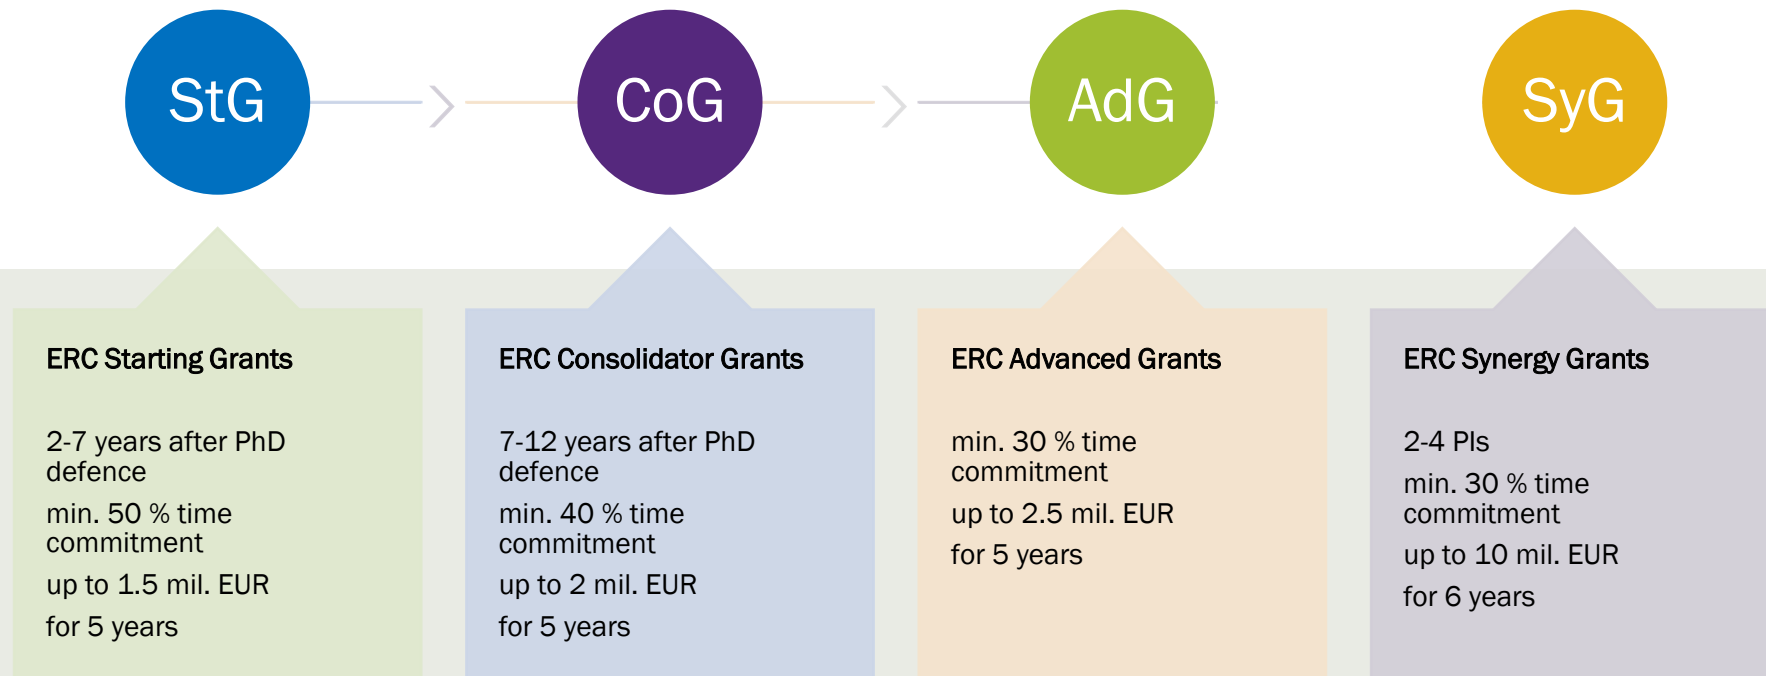 StG
CoG
AdG
SyG
ERC Starting Grants
2-7 years after PhD
defence
min. 50 % time
commitment
up to 1.5 mil. EUR
for 5 years
ERC Consolidator Grants
7-12 years after PhD
defence
min. 40 % time
commitment
up to 2 mil. EUR
for 5 years
ERC Advanced Grants
min. 30 % time
commitment
up to 2.5 mil. EUR
for 5 years
ERC Synergy Grants
2-4 PIs
min. 30 % time
commitment
up to 10 mil. EUR
for 6 years